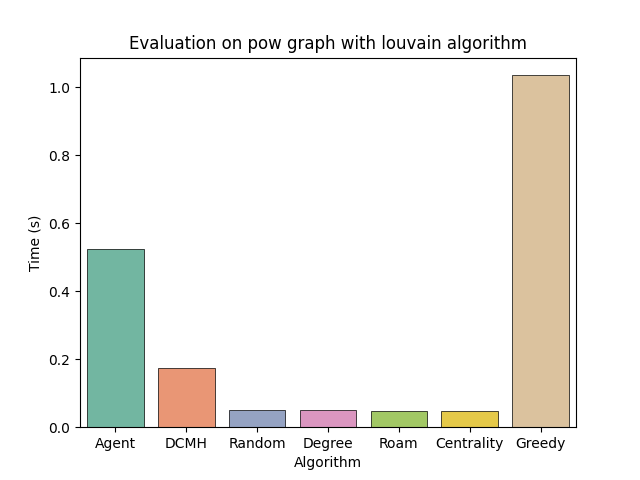 Evaluation on pow graph with louvain algorithm
Time (s)
1.0
0.8
0.6
0.4
0.2
0.0
Agent DCMH Random Degree Roam Centrality Greedy
Algorithm